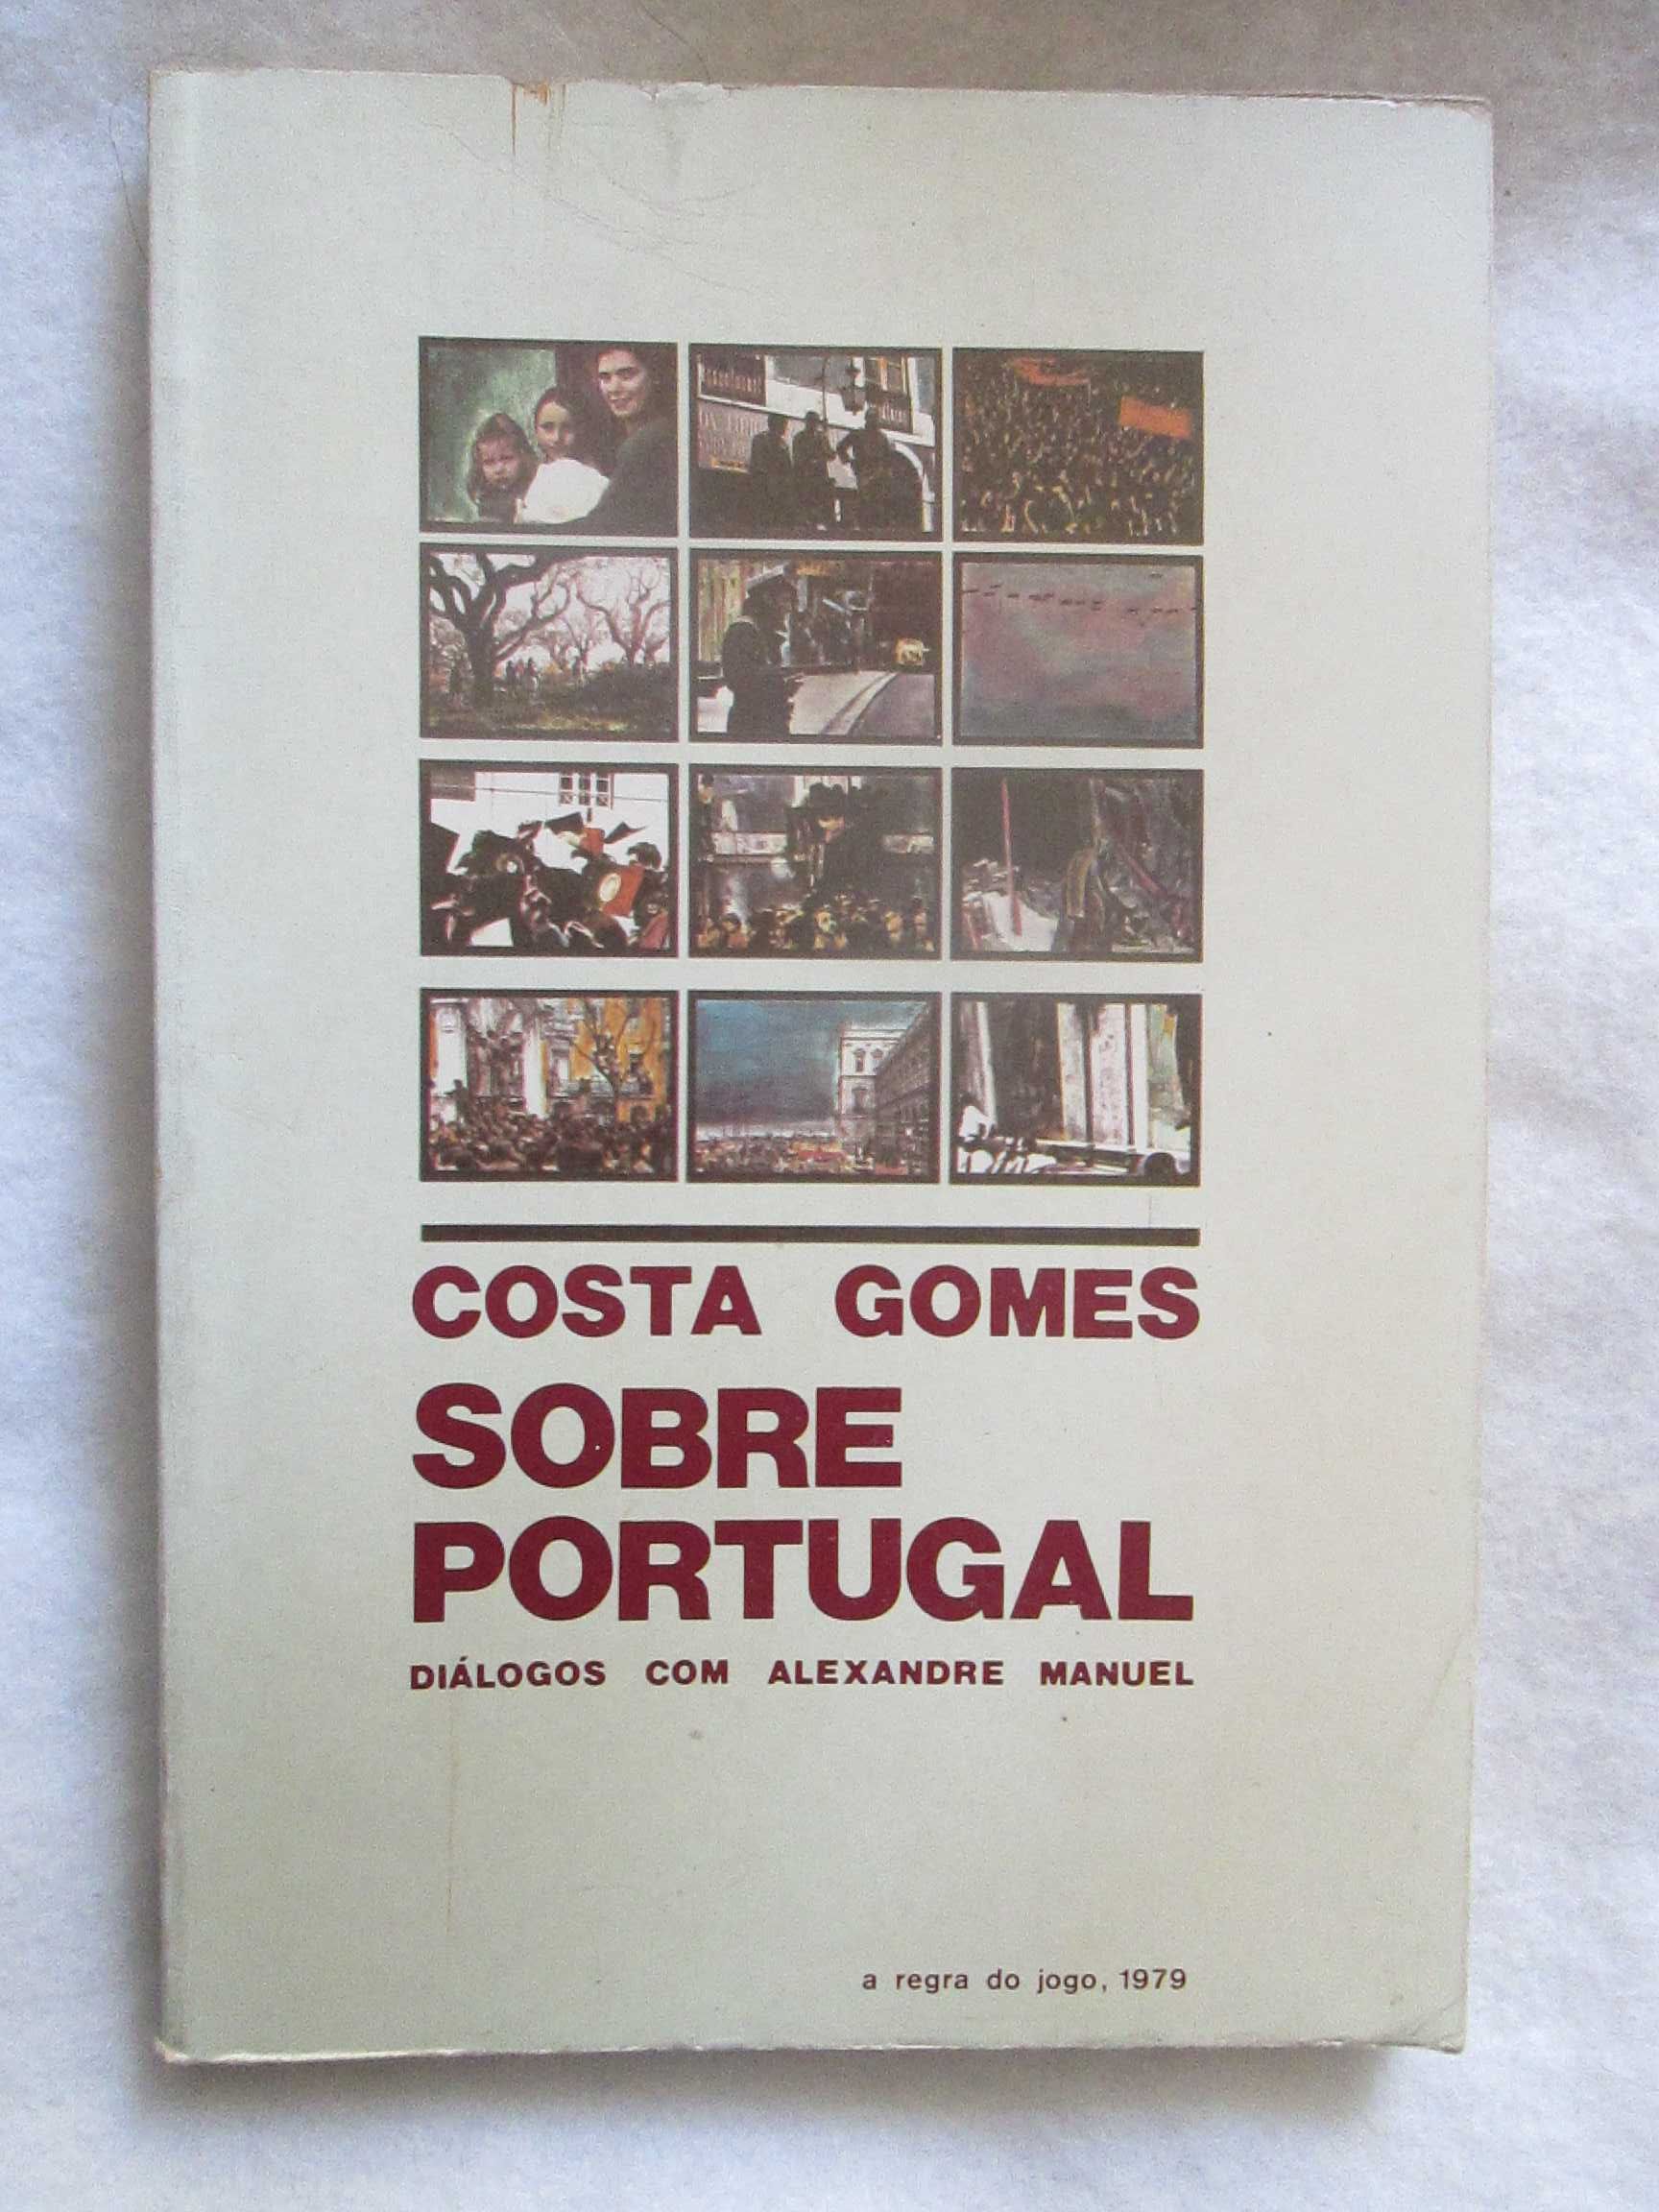 COSTA GOMES
SOBRE
PORTUGAL
DIÁLOGOS COM ALEXANDRE MANUEL
a regra do jogo, 1979